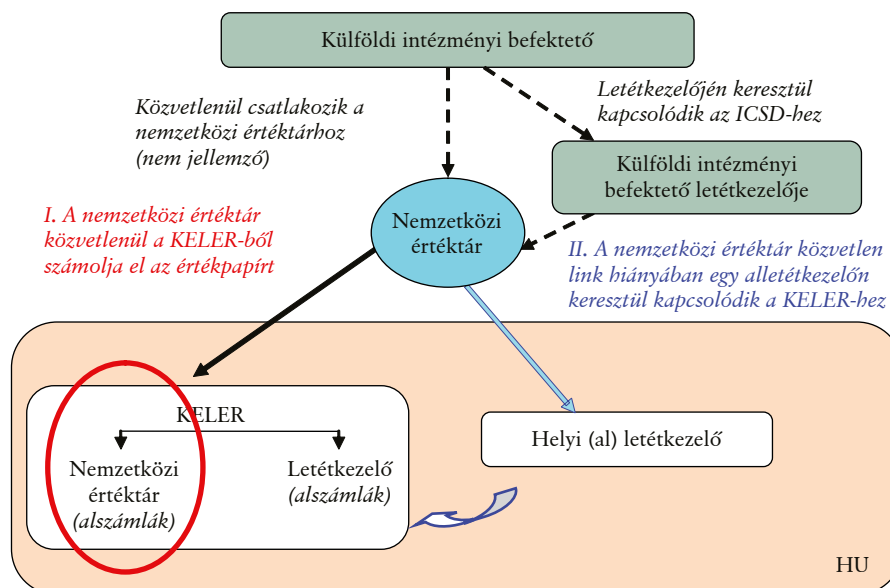 Külföldi intézményi befektető
Közvetlenül csatlakozik a
nemzetközi értéktárhoz
(nem jellemző)
Letétkezelőjén keresztül
kapcsolódik az ICSD-hez
Külföldi intézményi
befektető letétkezelője
I. A nemzetközi értéktár
közvetlenül a KELER-ből
számolja el az értékpapírt
Nemzetközi
értéktár
II. A nemzetközi értéktár közvetlen
link hiányában egy alletétkezelőn
keresztül kapcsolódik a KELER-hez
KELER
Nemzetközi
értéktár
(alszámlák)
Letétkezelő
(alszámlák)
Helyi (al) letétkezelő
HU